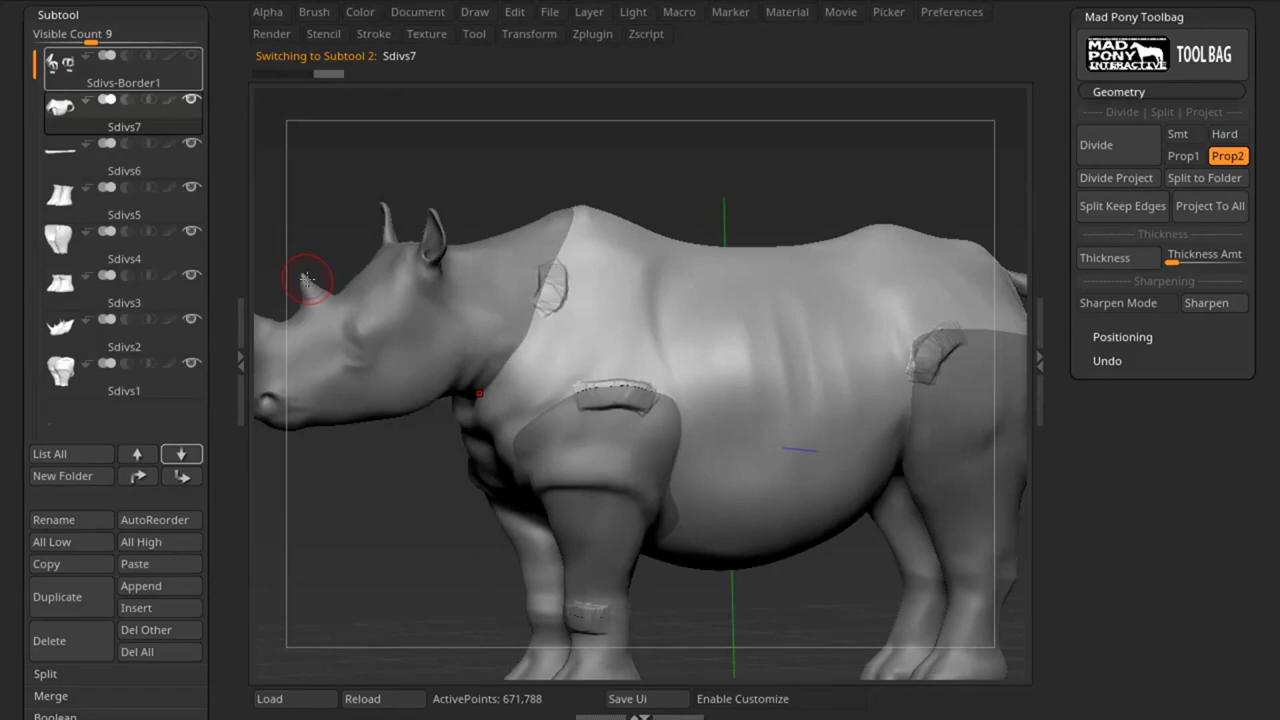 Subtool
Visible Count 9
Sdivs-Border1
Sdivs7
Sdivs6
Sdivs5
Sdivs4
Sdivs3
Sdivs2
Sdivs1
List All
New Folder
Rename AutoReorder
All Low All High
Copy Paste
Duplicate Append
Insert
Delete Del Other
Del All
Split
Merge
Boolean
Alpha Brush Color Document Draw Edit File Layer Light Macro Marker Material Movie Picker Preferences
Render Stencil Stroke Texture Tool Transform Zplugin Zscript
Switching to Subtool 2: Sdivs7
Load Reload ActivePoints: 671,788 Save Ui Enable Customize
Mad Pony Toolbag
MAD PONY INTERACTIVE TOOL BAG
Geometry
Divide | Split | Project
Divide Smt Hard
Prop1 Prop2
Divide Project Split to Folder
Split Keep Edges Project To All
Thickness
Thickness Thickness Amt
Sharpening
Sharpen Mode Sharpen
Positioning
Undo